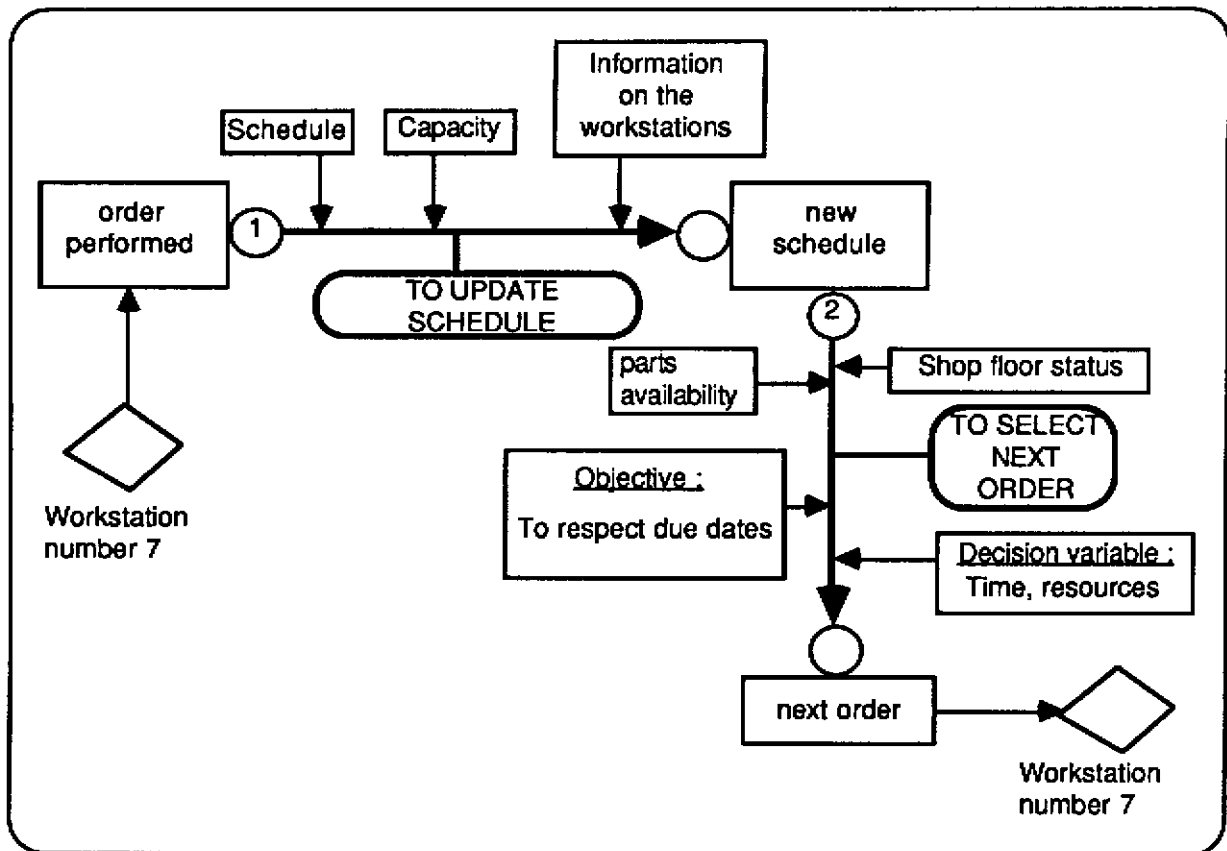 Information
on the
workstations
Schedule
Capacity
order
performed
1
new
schedule
TO UPDATE
SCHEDULE
2
parts
availability
Shop floor status
TO SELECT
NEXT
ORDER
Objective :
To respect due dates
Decision variable :
Time, resources
Workstation
number 7
next order
Workstation
number 7